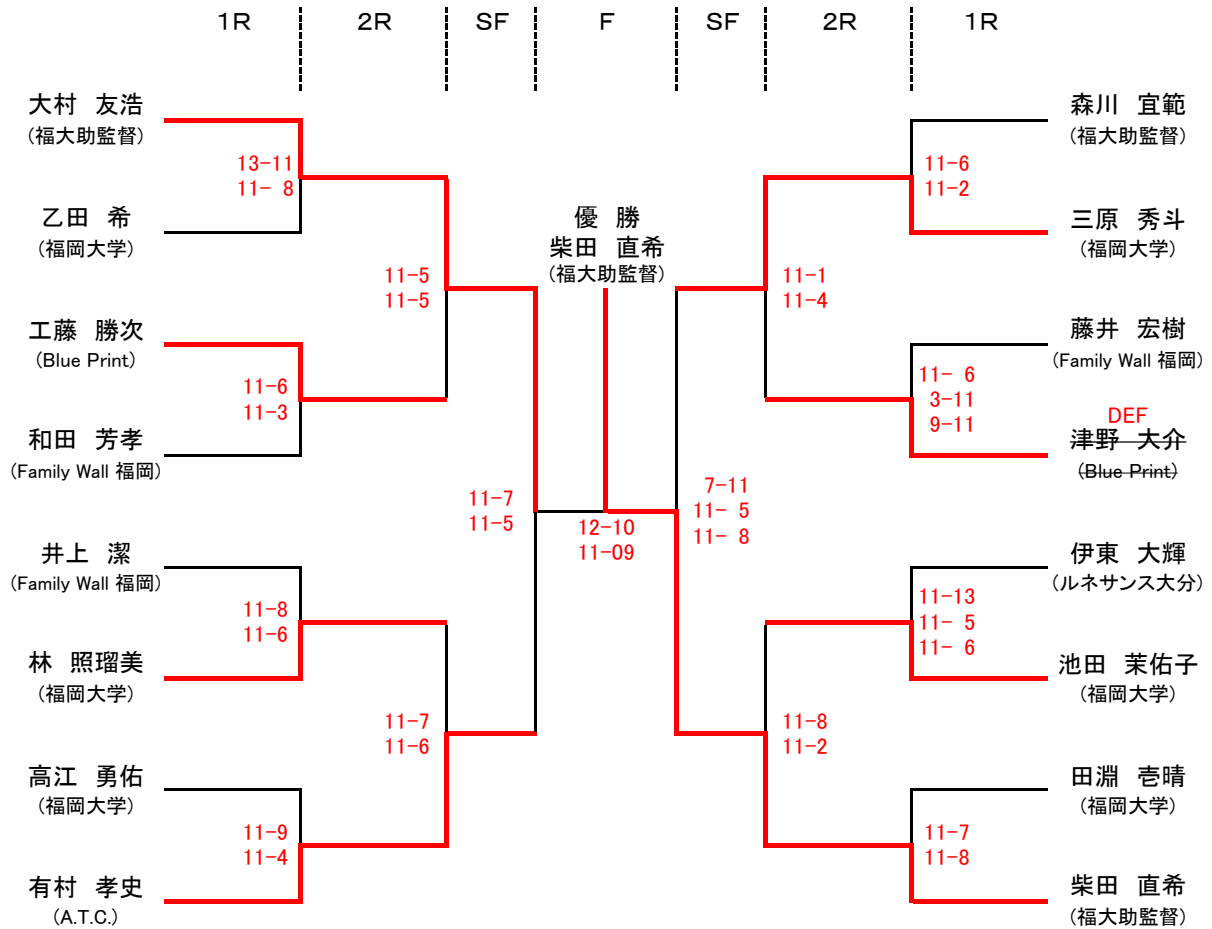 1R 2R SF F SF 2R 1R
大村 友浩
(福大助監督)
13-11
11- 8
乙田 希
(福岡大学)
11-5
11-5
工藤 勝次
(Blue Print)
11-6
11-3
和田 芳孝
(Family Wall 福岡)
11-7
11-5
井上 潔
(Family Wall 福岡)
11-8
11-6
林 照瑠美
(福岡大学)
11-7
11-6
高江 勇佑
(福岡大学)
11-9
11-4
有村 孝史
(A.T.C.)
優 勝
柴田 直希
(福大助監督)
12-10
11-09
森川 宜範
(福大助監督)
11-6
11-2
三原 秀斗
(福岡大学)
11-1
11-4
藤井 宏樹
(Family Wall 福岡)
11- 6
3-11
9-11
DEF
津野 大介
(Blue Print)
7-11
11- 5
11- 8
伊東 大輝
(ルネサンス大分)
11-13
11- 5
11- 6
池田 茉佑子
(福岡大学)
11-8
11-2
田淵 壱晴
(福岡大学)
11-7
11-8
柴田 直希
(福大助監督)